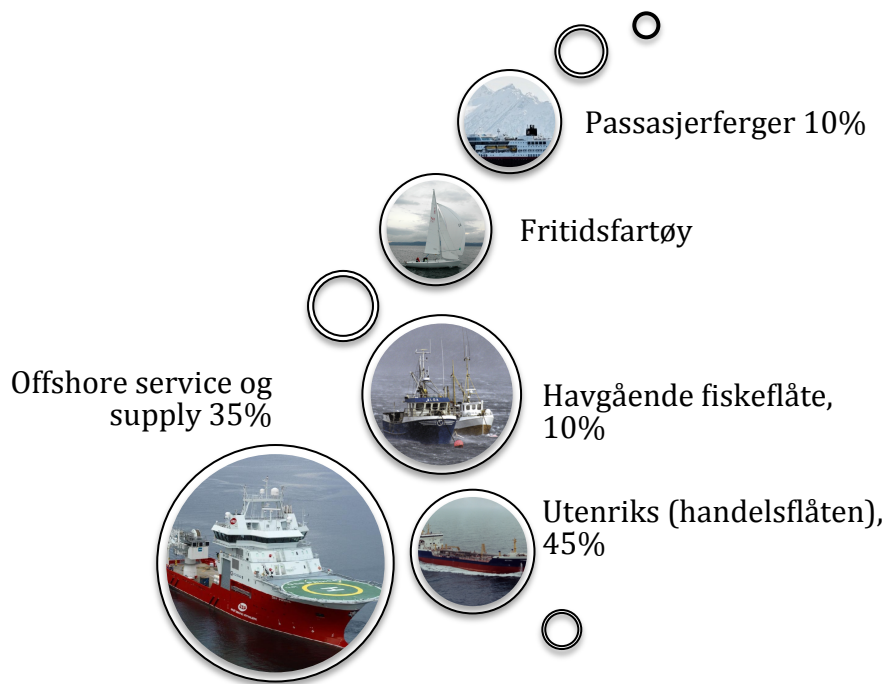 Passasjerferger 10%
Fritidsfartøy
Offshore service og
supply 35%
Havgående fiskeflåte,
10%
Utenriks (handelsflåten),
45%